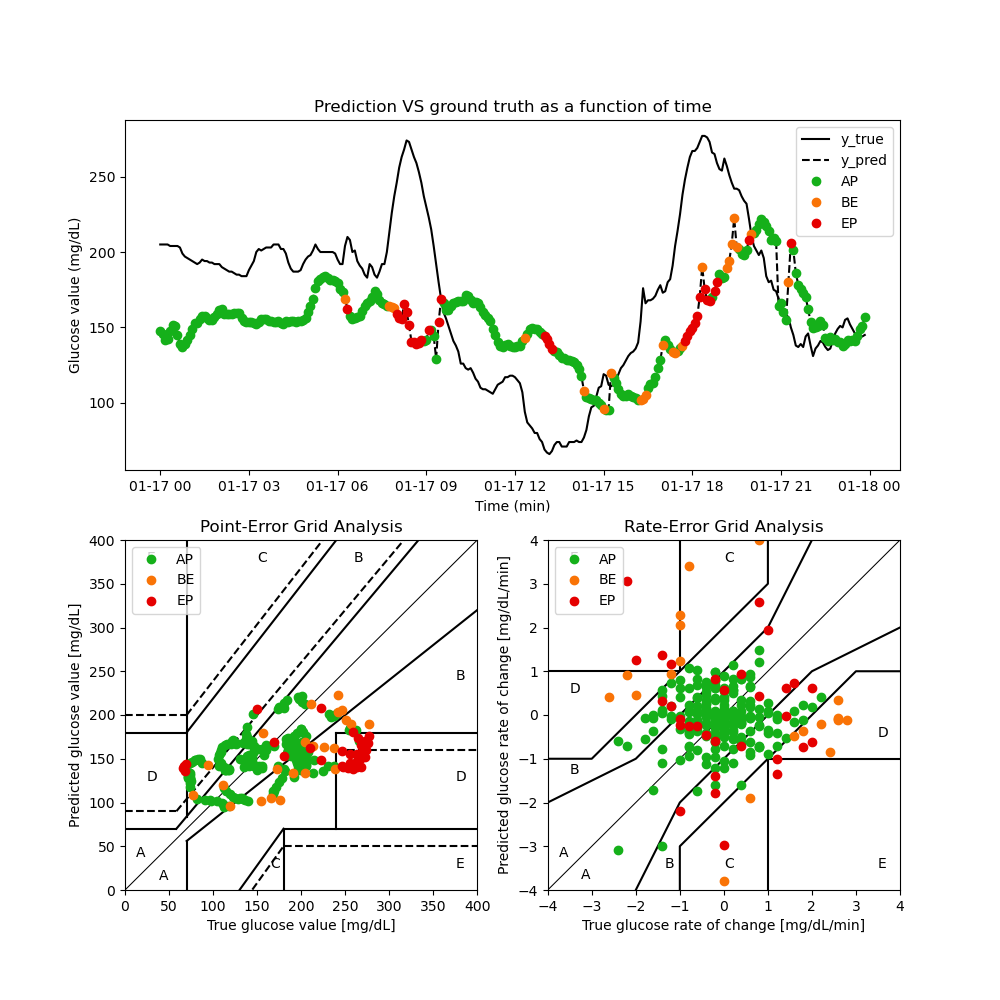 Prediction VS ground truth as a function of time
Glucose value (mg/dL)
250
200
150
100
y_true
y_pred
AP
BE
EP
01-17 00 01-17 03 01-17 06 01-17 09 01-17 12 01-17 15 01-17 18 01-17 21 01-18 00
Time (min)
Point-Error Grid Analysis
Predicted glucose value [mg/dL]
400
350
300
250
200
150
100
50
0
AP
BE
EP
C
B
B
D
D
A
A
C
E
0 50 100 150 200 250 300 350 400
True glucose value [mg/dL]
Rate-Error Grid Analysis
Predicted glucose rate of change [mg/dL/min]
4
3
2
1
0
−1
−2
−3
−4
AP
BE
EP
C
D
D
B
A
A
B
C
E
−4 −3 −2 −1 0 1 2 3 4
True glucose rate of change [mg/dL/min]